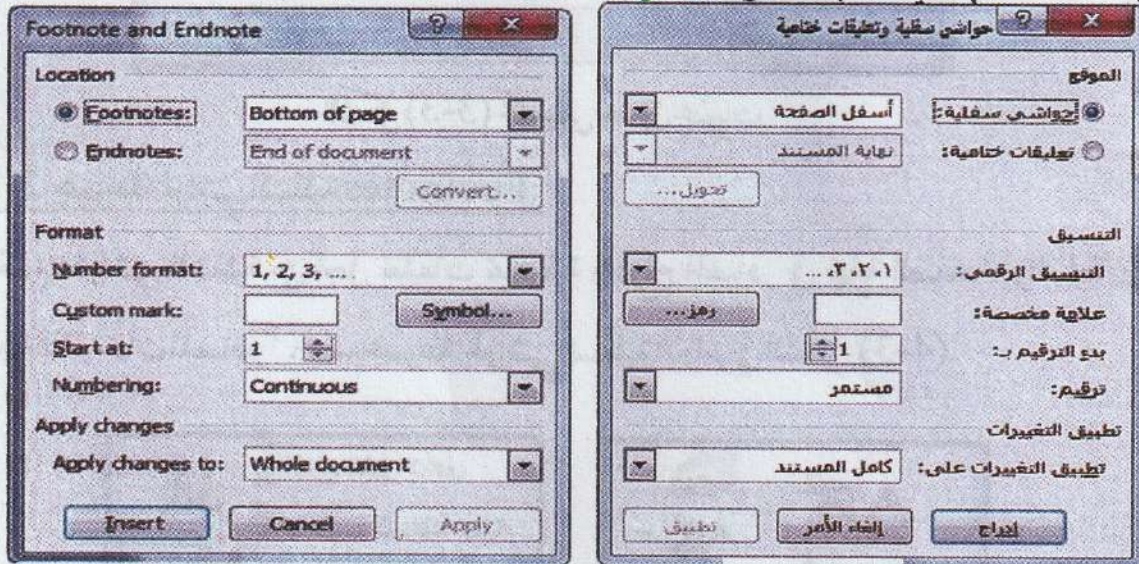 Footnote and Endnote
Location
Footnotes: Bottom of page
Endnotes: End of document
Convert...
Format
Number format: 1, 2, 3, ...
Custom mark: Symbol...
Start at: 1
Numbering: Continuous
Apply changes
Apply changes to: Whole document
Insert Cancel Apply
حواشي سفلية وتعليقات ختامية
الموقع
حواشي سفلية: أسفل الصفحة
تعليقات ختامية: نهاية المستند
تحويل...
التنسيق
التنسيق الرقمي: ١، ٢، ٣، ...
علامة مخصصة: رمز...
بدء الترقيم بـ: 1
ترقيم: مستمر
تطبيق التغييرات
تطبيق التغييرات على: كامل المستند
إدراج إلغاء الأمر تطبيق